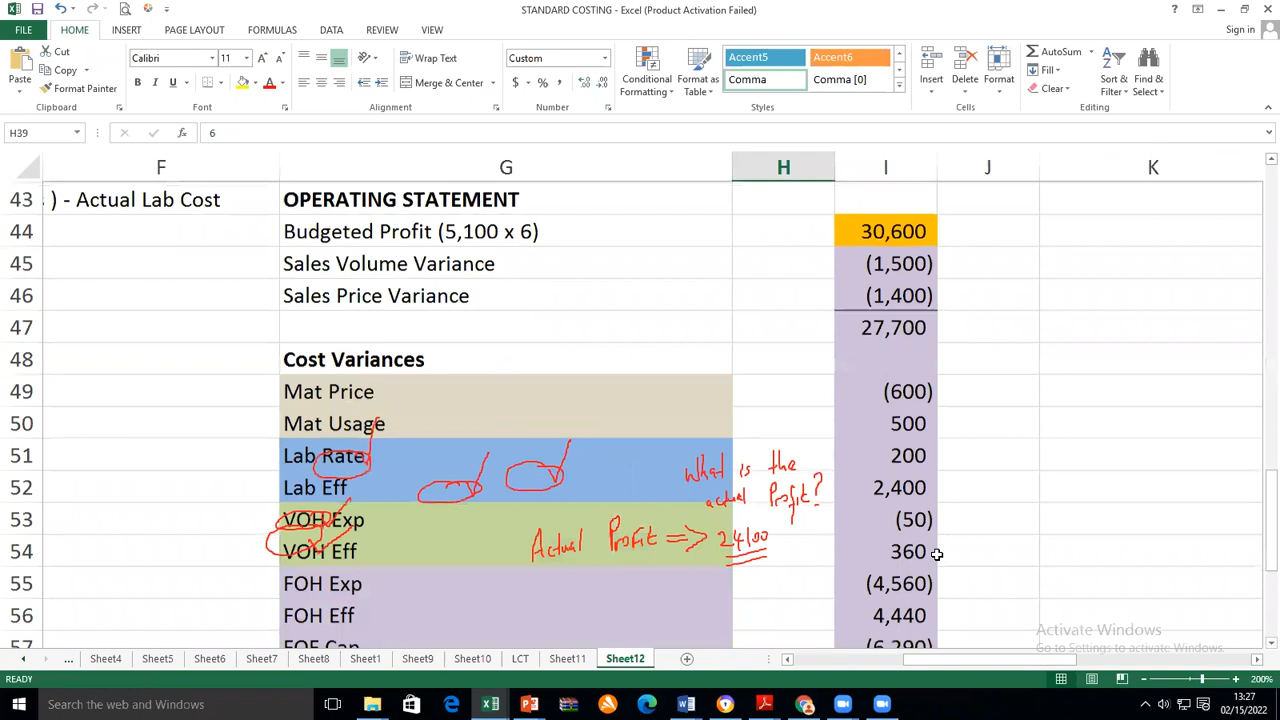 STANDARD COSTING - Excel (Product Activation Failed)
Sign in
FILE HOME INSERT PAGE LAYOUT FORMULAS DATA REVIEW VIEW
Paste
Cut
Copy
Format Painter
Clipboard
Calibri 11
B I U
Font
Wrap Text
Merge & Center
Alignment
Custom
$ % ,
Number
Conditional Formatting
Format as Table
Accent5 Accent6
Comma Comma [0]
Styles
Insert Delete Format
Cells
AutoSum
Fill
Clear
Sort & Filter
Find & Select
Editing
H39 fx 6
F G H I J K
43 ) - Actual Lab Cost OPERATING STATEMENT
44 Budgeted Profit (5,100 x 6) 30,600
45 Sales Volume Variance (1,500)
46 Sales Price Variance (1,400)
47 27,700
48 Cost Variances
49 Mat Price (600)
50 Mat Usage 500
51 Lab Rate 200
What is the
52 Lab Eff 2,400
actual Profit?
53 VOH Exp (50)
Actual Profit => 24100
54 VOH Eff 360
55 FOH Exp (4,560)
56 FOH Eff 4,440
57 FOF Cap (6,290)
Activate Windows
Go to Settings to activate Windows.
... Sheet4 Sheet5 Sheet6 Sheet7 Sheet8 Sheet1 Sheet9 Sheet10 LCT Sheet11 Sheet12
READY 200%
Search the web and Windows
13:27
02/15/2022